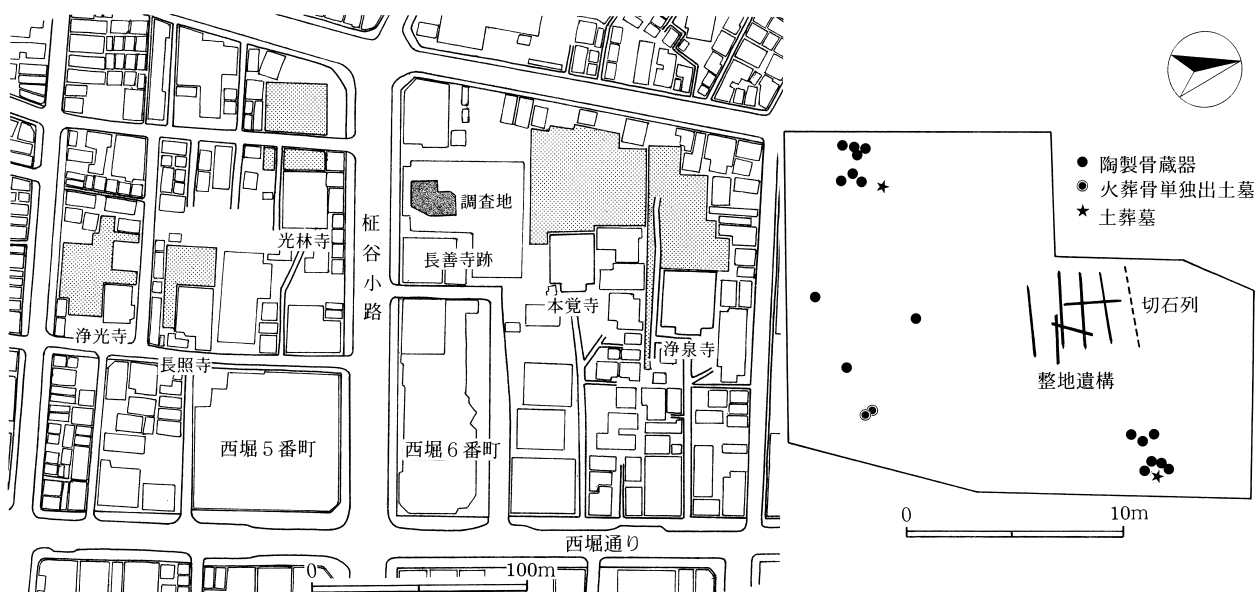 調査地
柾谷小路
光林寺
長善寺跡
本覚寺
浄泉寺
浄光寺
長照寺
西堀5番町
西堀6番町
西堀通り
0 100m
陶製骨蔵器
火葬骨単独出土墓
土葬墓
切石列
整地遺構
0 10m